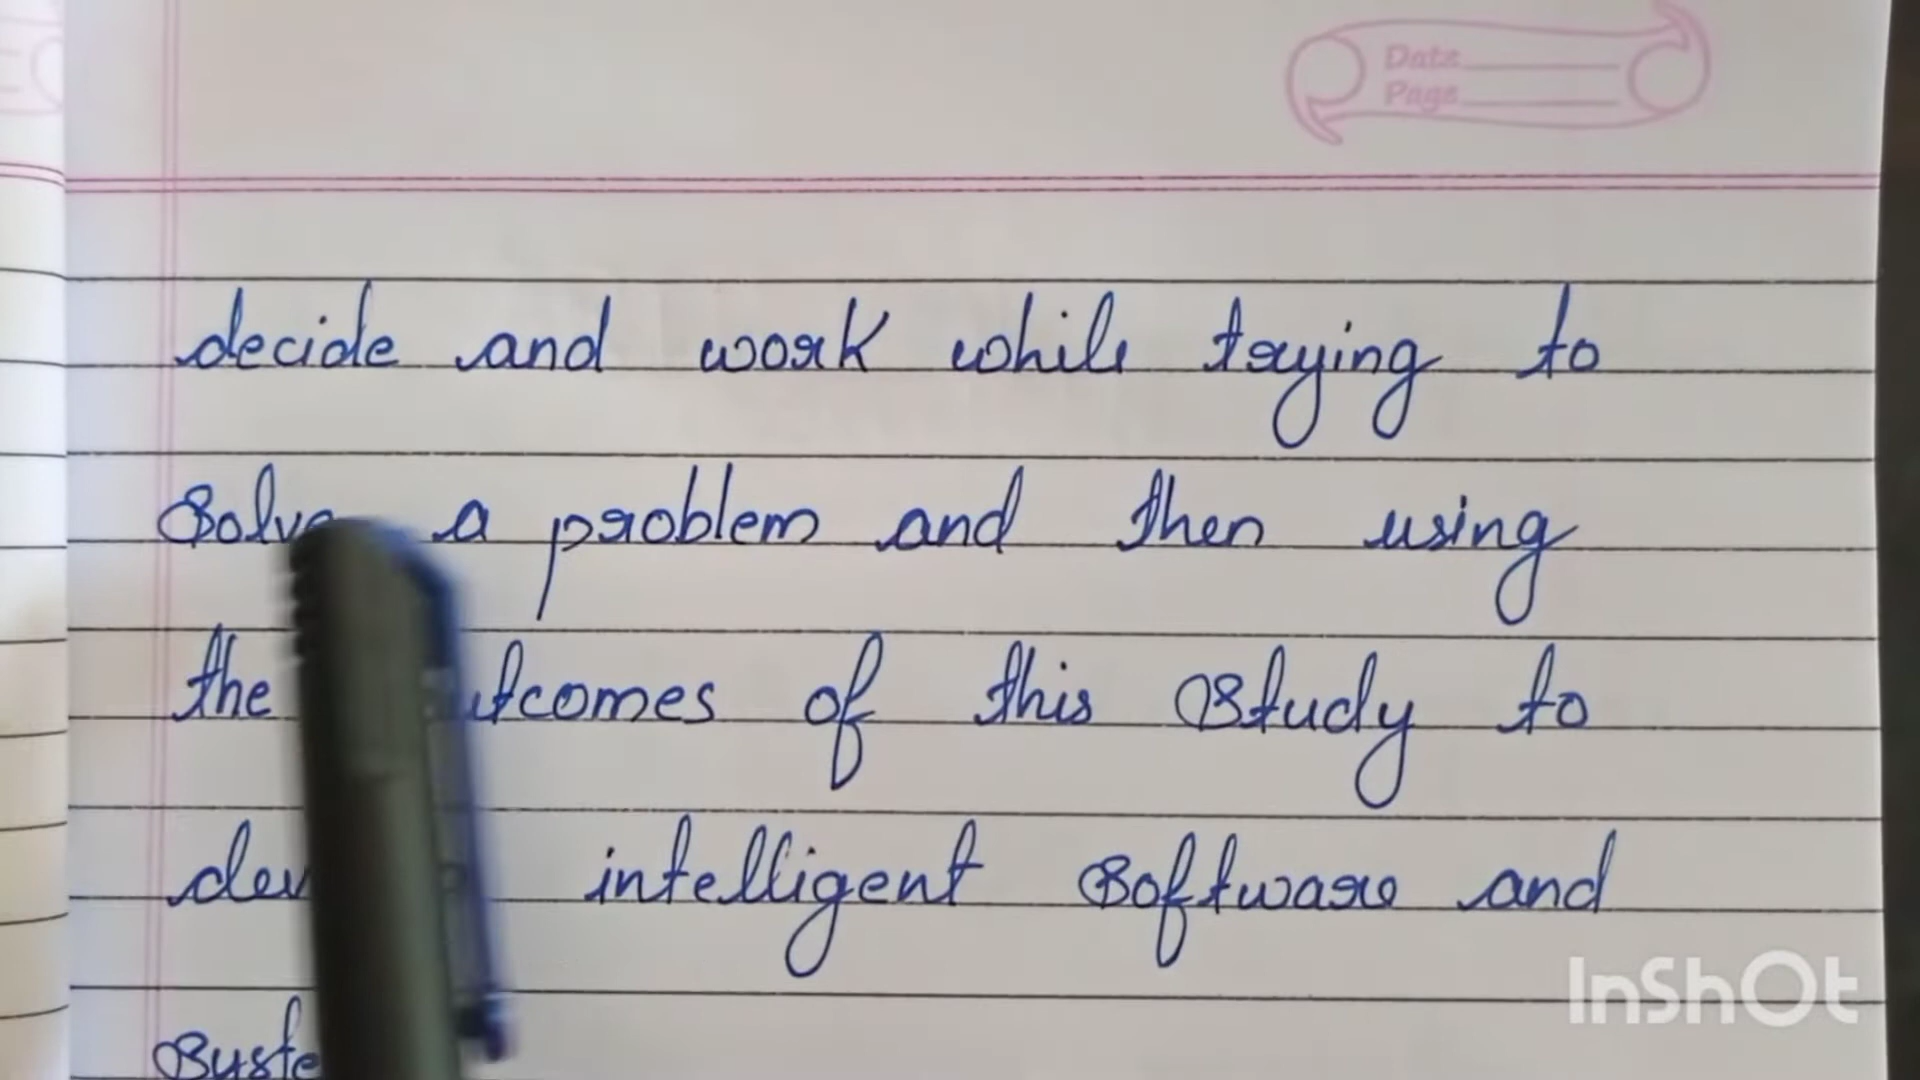 Date
Page
decide and work while trying to
Solve a problem and then using
the outcomes of this Study to
intelligent Software and
InShOt